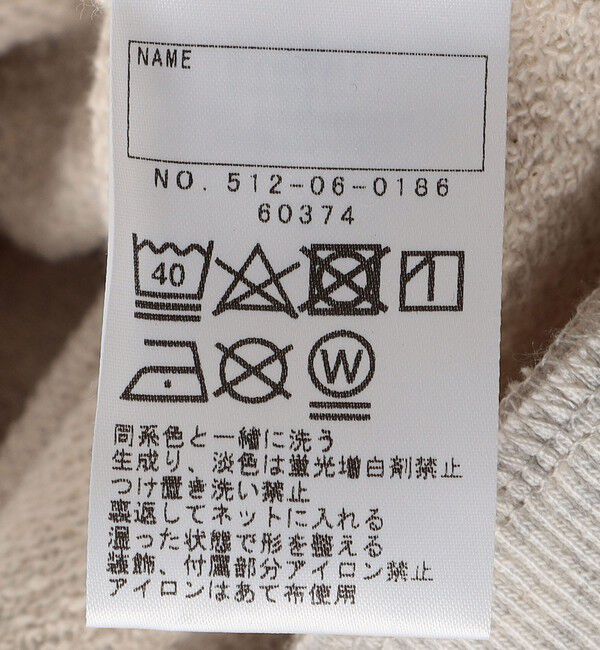 NAME
NO. 512-06-0186
60374
40
W
同系色と一緒に洗う
生成り、淡色は蛍光増白剤禁止
つけ置き洗い禁止
裏返してネットに入れる
湿った状態で形を整える
装飾、付属部分アイロン禁止
アイロンはあて布使用